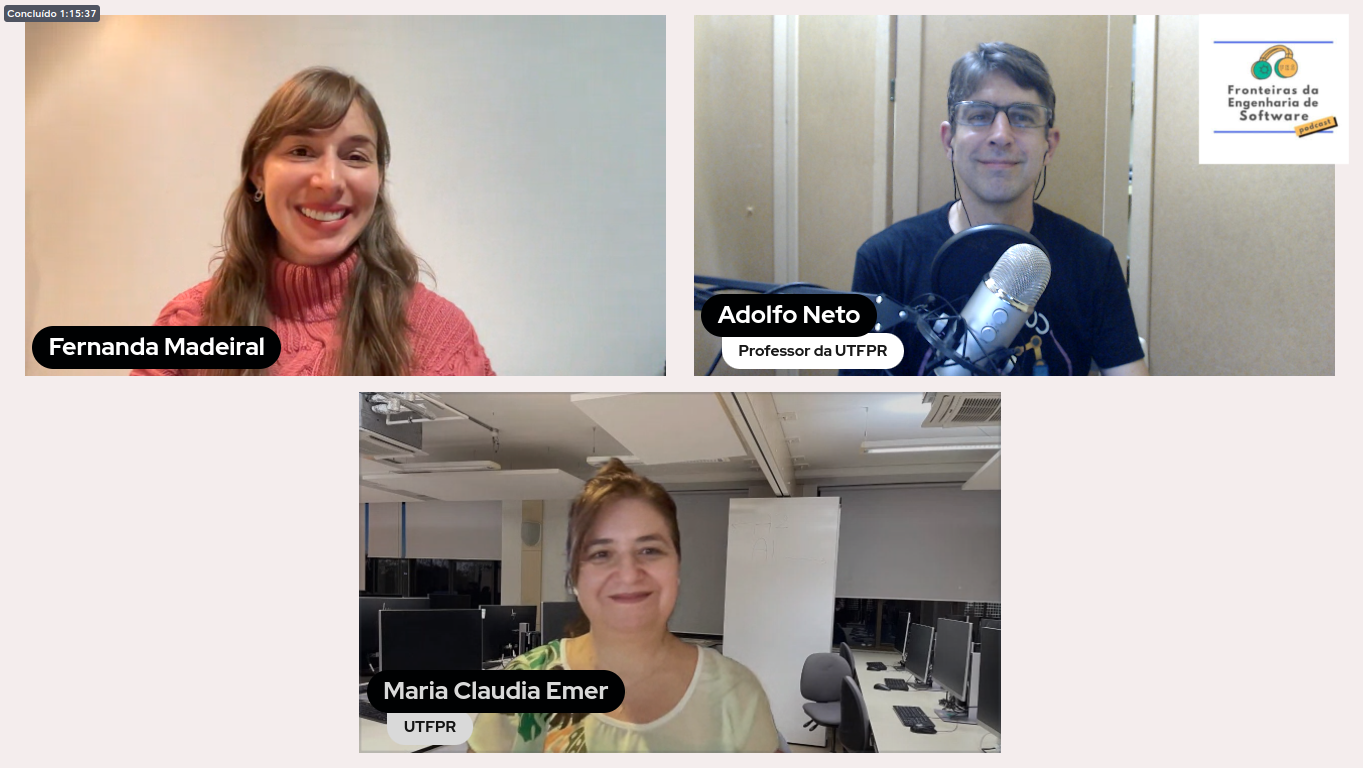 Concluído 1:15:37
Fernanda Madeiral
Adolfo Neto
Professor da UTFPR
Fronteiras da
Engenharia de
Software
podcast
Maria Claudia Emer
UTFPR